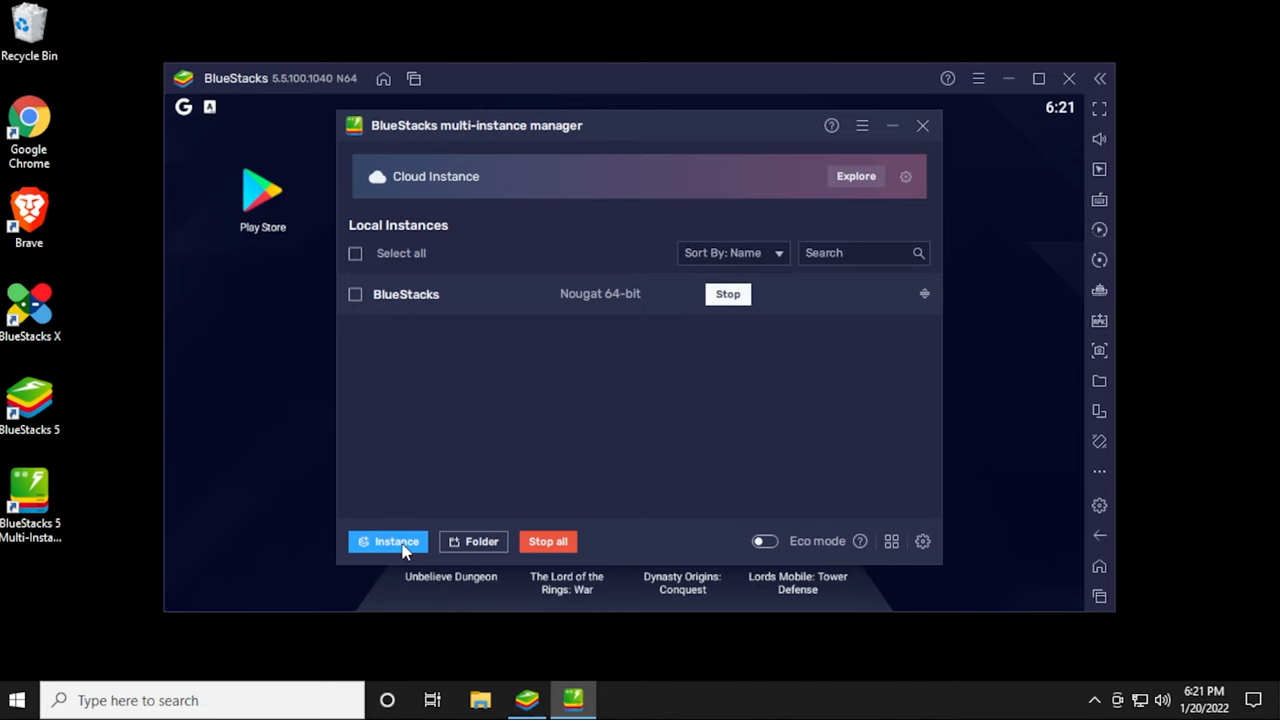 Recycle Bin
Google
Chrome
Brave
BlueStacks X
BlueStacks 5
BlueStacks 5
Multi-Insta...
BlueStacks 5.5.100.1040 N64
G A
6:21
Play Store
BlueStacks multi-instance manager
Cloud Instance
Explore
Local Instances
Select all
Sort By: Name
Search
BlueStacks
Nougat 64-bit
Stop
Instance
Folder
Stop all
Eco mode
Unbelieve Dungeon
The Lord of the
Rings: War
Dynasty Origins:
Conquest
Lords Mobile: Tower
Defense
Type here to search
6:21 PM
1/20/2022